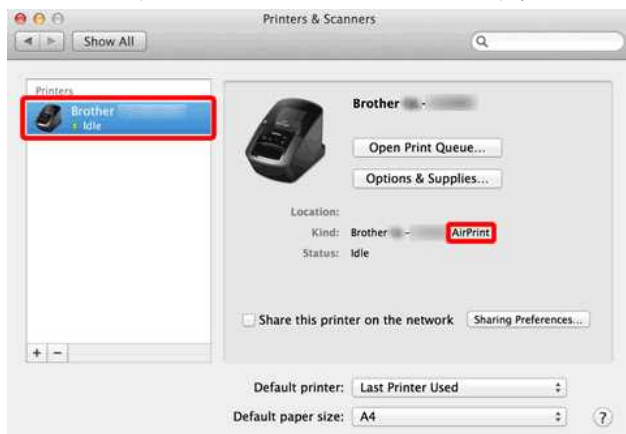 Printers & Scanners
Show All
Printers
Brother
Idle
Brother -
Open Print Queue...
Options & Supplies...
Location:
Kind: Brother - AirPrint
Status: Idle
Share this printer on the network Sharing Preferences...
+ -
Default printer: Last Printer Used
Default paper size: A4 ?